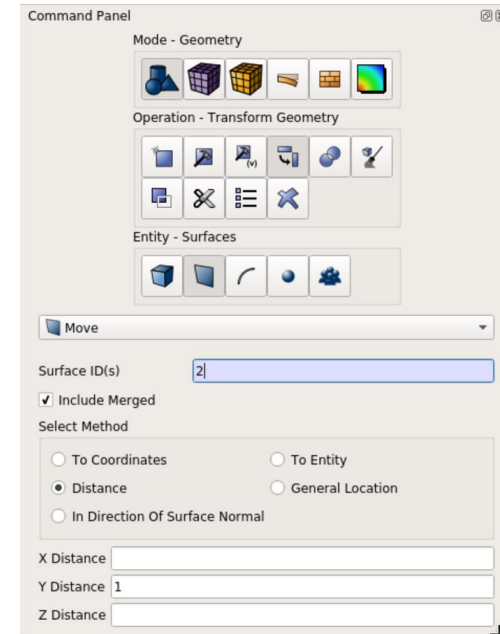 Command Panel
Mode - Geometry
Operation - Transform Geometry
(v)
Entity - Surfaces
Move
Surface ID(s) 2
Include Merged
Select Method
To Coordinates To Entity
Distance General Location
In Direction Of Surface Normal
X Distance
Y Distance 1
Z Distance